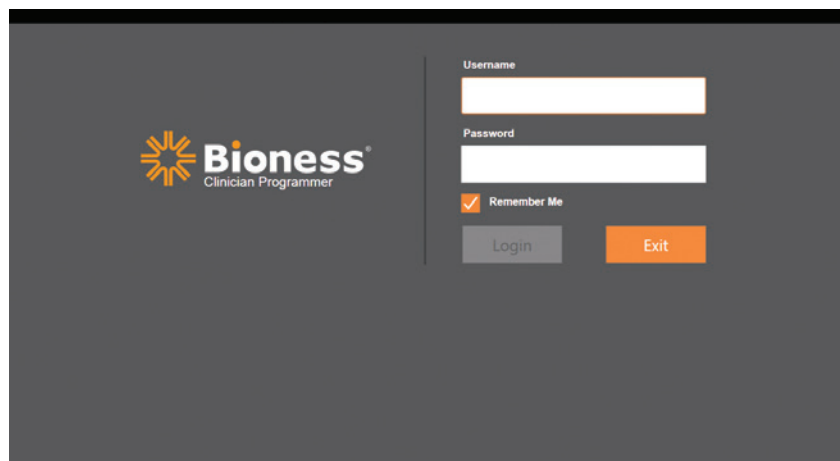 Bioness®
Clinician Programmer
Username
Password
Remember Me
Login
Exit